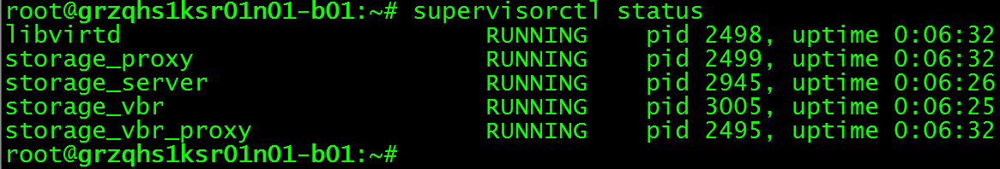 root@grzqhs1ksr01n01-b01:~# supervisorctl status
libvirtd                         RUNNING   pid 2498, uptime 0:06:32
storage_proxy                    RUNNING   pid 2499, uptime 0:06:32
storage_server                   RUNNING   pid 2945, uptime 0:06:26
storage_vbr                      RUNNING   pid 3005, uptime 0:06:25
storage_vbr_proxy                RUNNING   pid 2495, uptime 0:06:32
root@grzqhs1ksr01n01-b01:~#